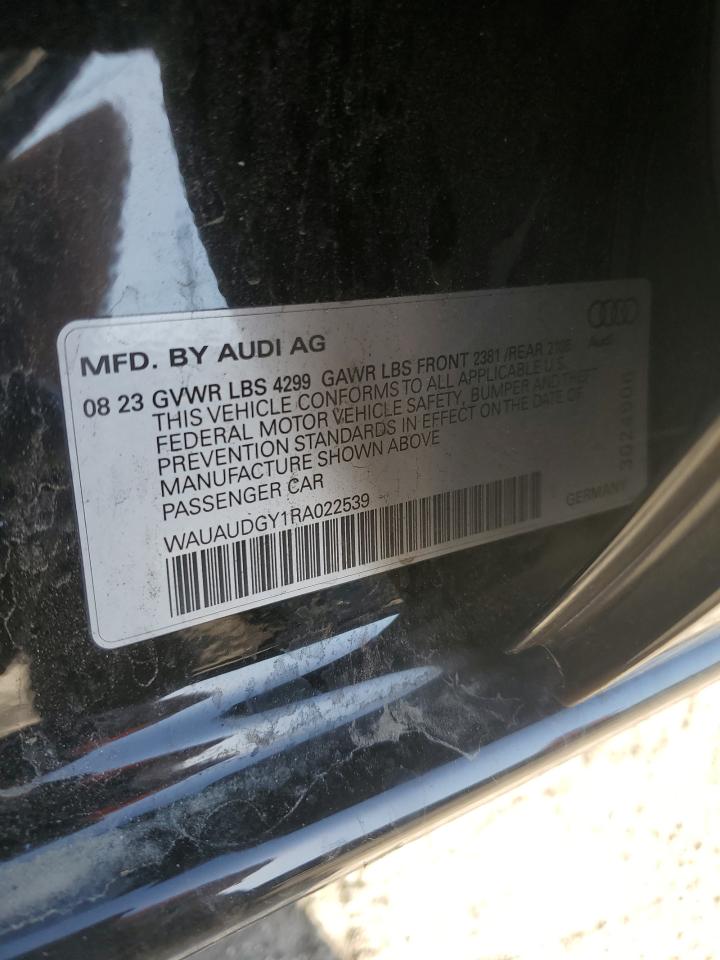 MFD. BY AUDI AG
08 23 GVWR LBS 4299 GAWR LBS FRONT 2381 /REAR
THIS VEHICLE CONFORMS TO ALL APPLICABLE U.S.
FEDERAL MOTOR VEHICLE SAFETY, BUMPER AND THEFT
PREVENTION STANDARDS IN EFFECT ON THE DATE OF
MANUFACTURE SHOWN ABOVE
PASSENGER CAR
WAUAUDGY1RA022539
Audi
GERMANY